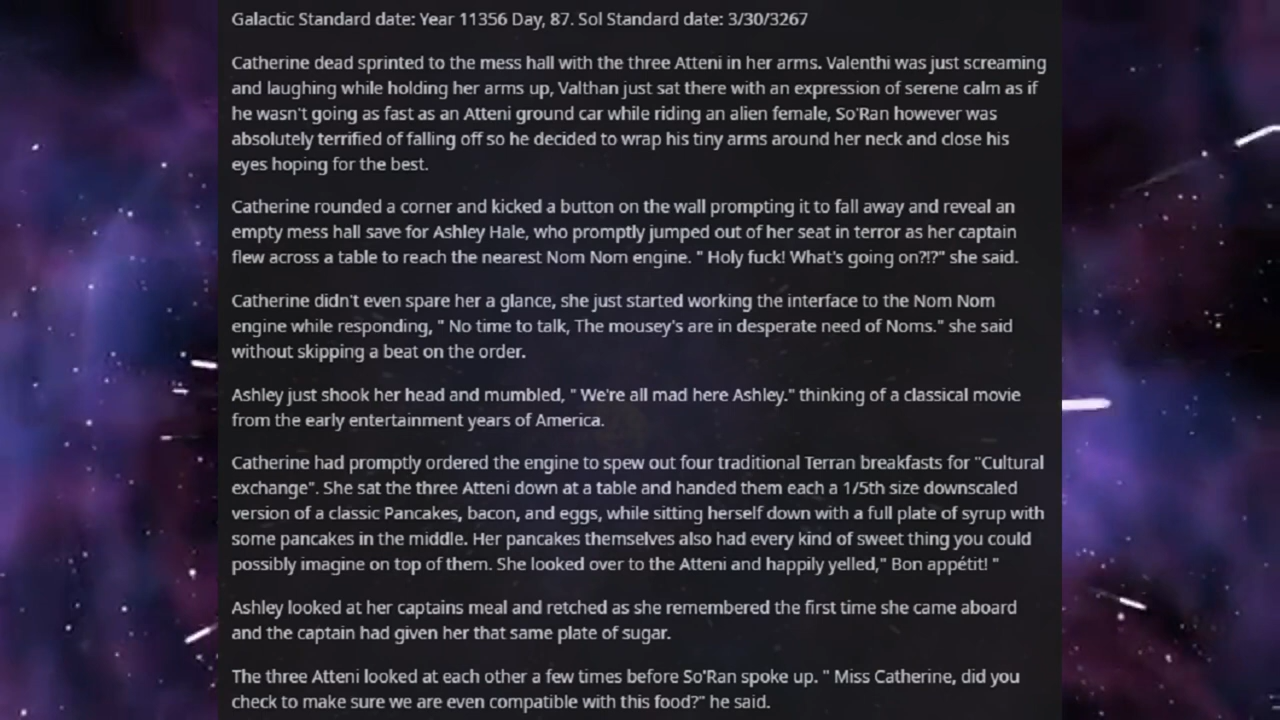 Galactic Standard date: Year 11356 Day, 87. Sol Standard date: 3/30/3267
Catherine dead sprinted to the mess hall with the three Atteni in her arms. Valenthi was just screaming
and laughing while holding her arms up, Valthan just sat there with an expression of serene calm as if
he wasn't going as fast as an Atteni ground car while riding an alien female, So'Ran however was
absolutely terrified of falling off so he decided to wrap his tiny arms around her neck and close his
eyes hoping for the best.
Catherine rounded a corner and kicked a button on the wall prompting it to fall away and reveal an
empty mess hall save for Ashley Hale, who promptly jumped out of her seat in terror as her captain
flew across a table to reach the nearest Nom Nom engine. " Holy fuck! What's going on?!?" she said.
Catherine didn't even spare her a glance, she just started working the interface to the Nom Nom
engine while responding, " No time to talk, The mousey's are in desperate need of Noms." she said
without skipping a beat on the order.
Ashley just shook her head and mumbled, " We're all mad here Ashley." thinking of a classical movie
from the early entertainment years of America.
Catherine had promptly ordered the engine to spew out four traditional Terran breakfasts for "Cultural
exchange". She sat the three Atteni down at a table and handed them each a 1/5th size downscaled
version of a classic Pancakes, bacon, and eggs, while sitting herself down with a full plate of syrup with
some pancakes in the middle. Her pancakes themselves also had every kind of sweet thing you could
possibly imagine on top of them. She looked over to the Atteni and happily yelled," Bon appétit! "
Ashley looked at her captains meal and retched as she remembered the first time she came aboard
and the captain had given her that same plate of sugar.
The three Atteni looked at each other a few times before So'Ran spoke up. " Miss Catherine, did you
check to make sure we are even compatible with this food?" he said.